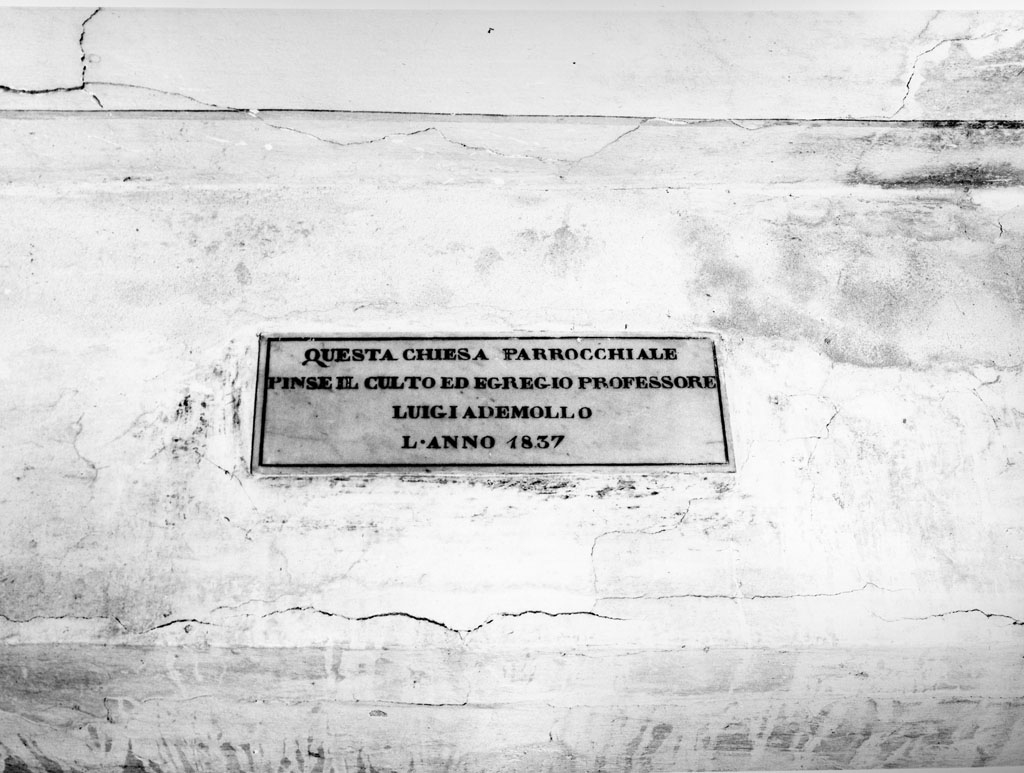 QUESTA CHIESA PARROCCHIALE
PINSE IL CULTO ED EGREGIO PROFESSORE
LUIGI ADEMOLLO
L·ANNO 1837